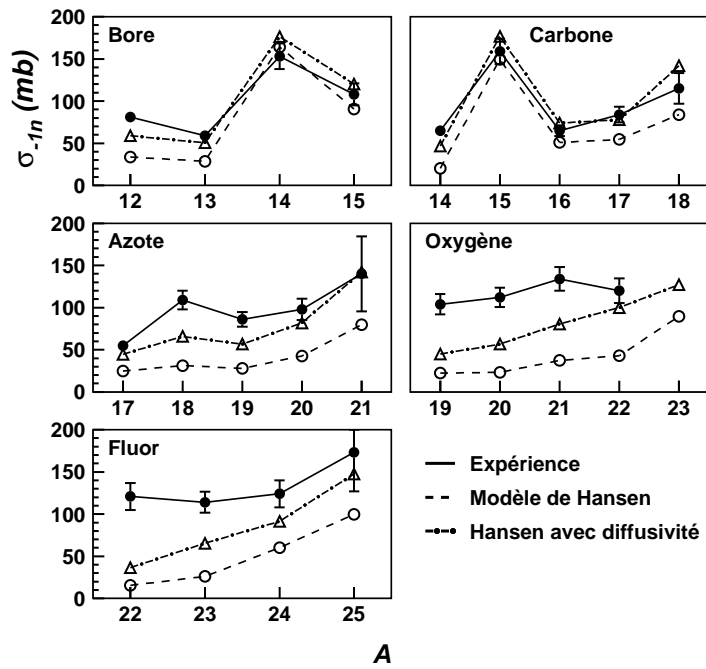 σ-1n (mb)
Bore
200
150
100
50
0
12 13 14 15
Carbone
14 15 16 17 18
Azote
200
150
100
50
0
17 18 19 20 21
Oxygène
19 20 21 22 23
Fluor
200
150
100
50
0
22 23 24 25
Expérience
Modèle de Hansen
Hansen avec diffusivité
A